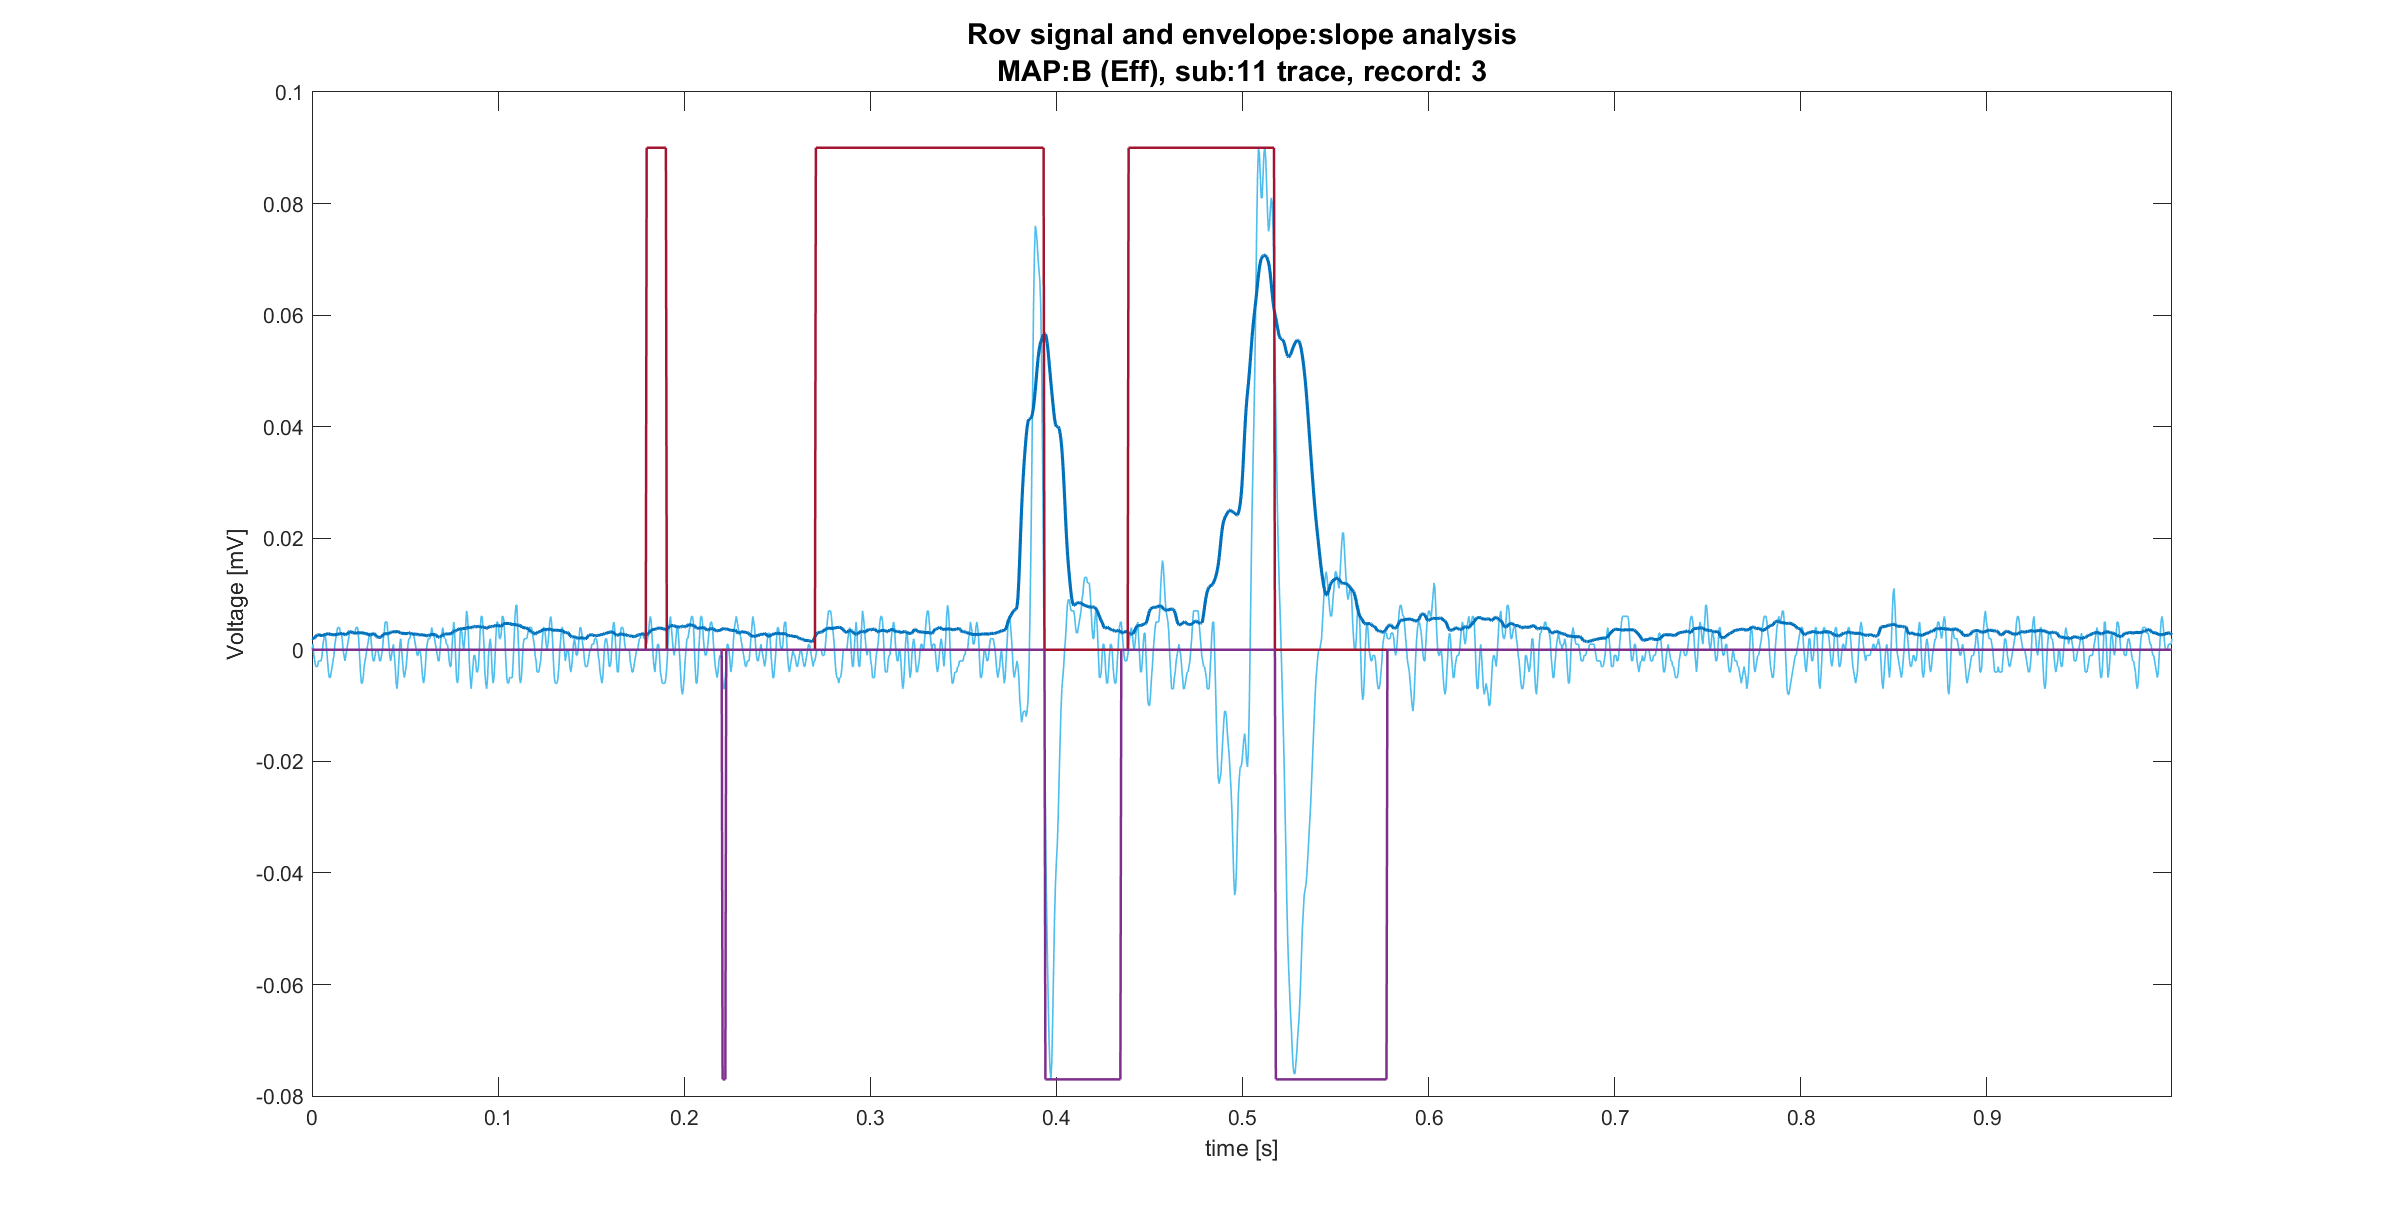 Rov signal and envelope:slope analysis
MAP:B (Eff), sub:11 trace, record: 3
0.1
0.08
0.06
0.04
0.02
0
-0.02
-0.04
-0.06
-0.08
Voltage [mV]
0 0.1 0.2 0.3 0.4 0.5 0.6 0.7 0.8 0.9
time [s]